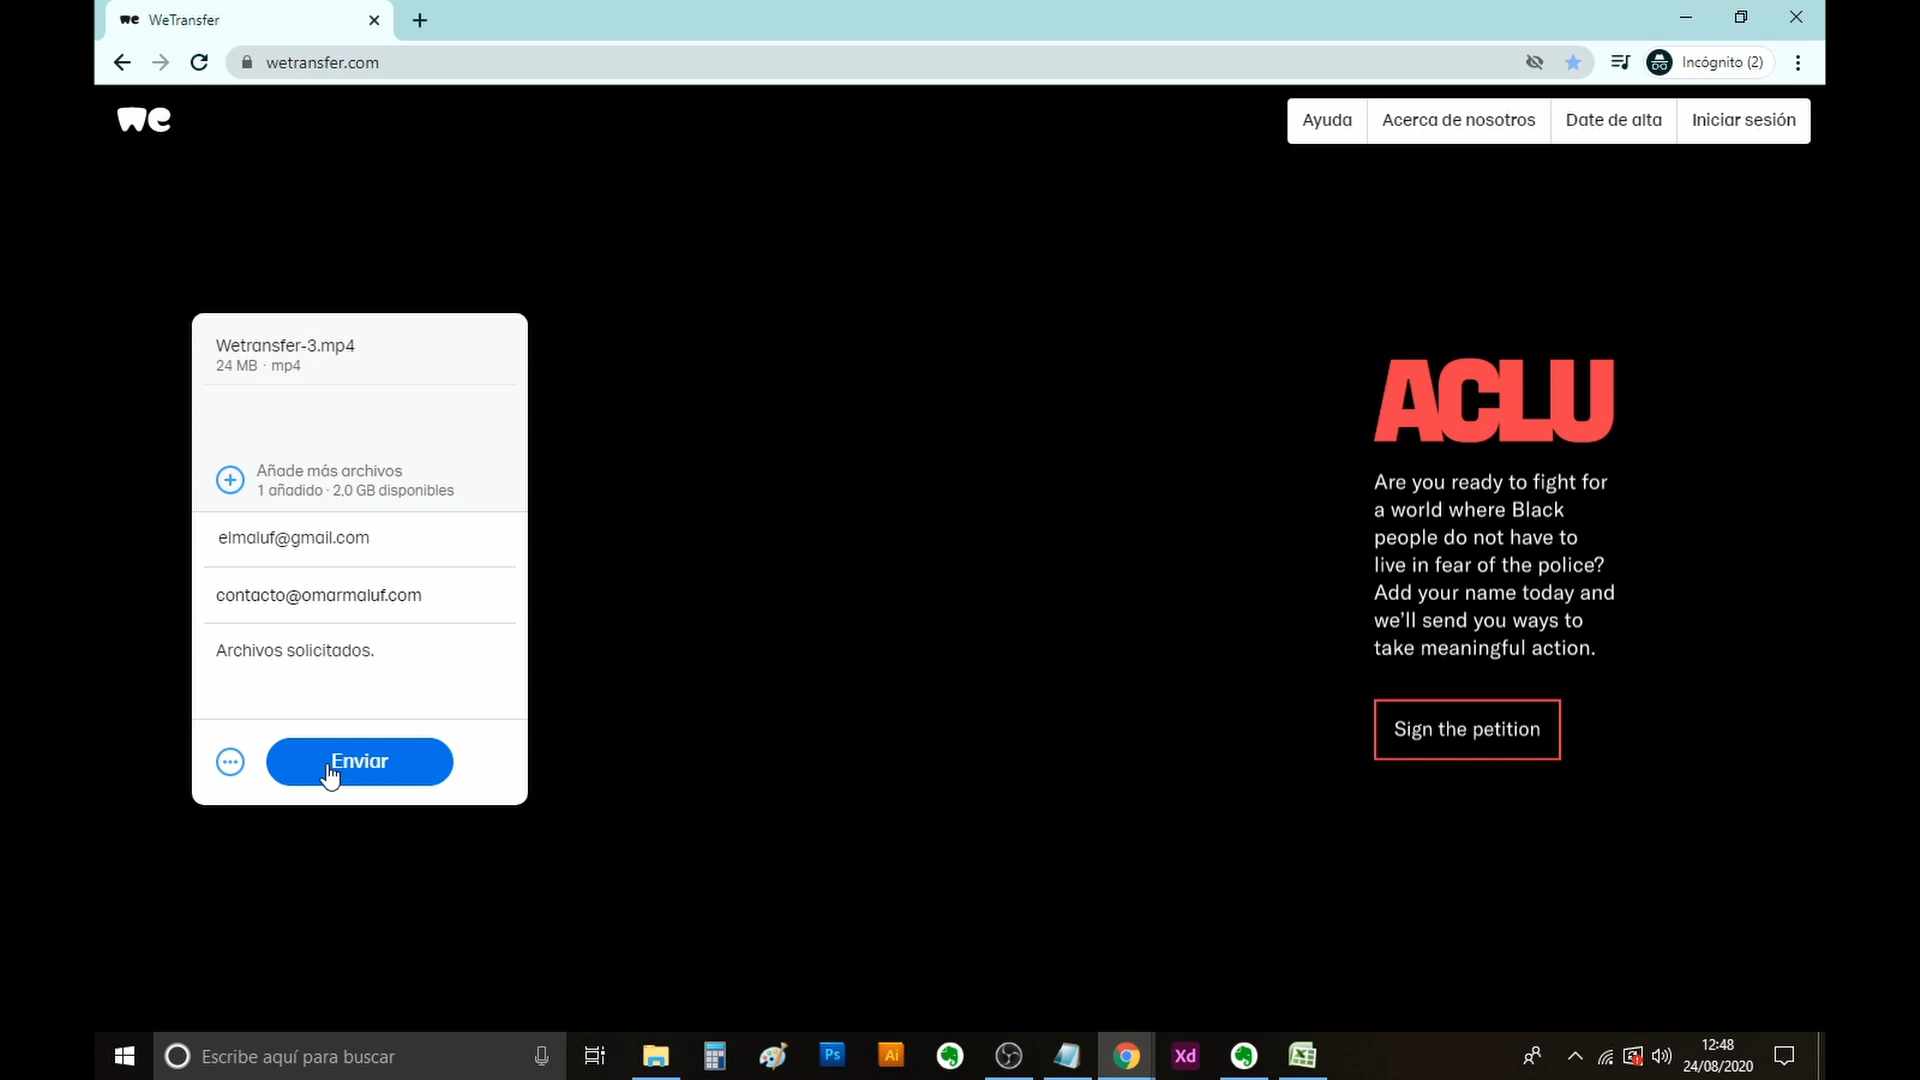 WeTransfer
wetransfer.com
Incógnito (2)
we
Ayuda
Acerca de nosotros
Date de alta
Iniciar sesión
Wetransfer-3.mp4
24 MB · mp4
Añade más archivos
1 añadido · 2,0 GB disponibles
elmaluf@gmail.com
contacto@omarmaluf.com
Archivos solicitados.
Enviar
ACLU
Are you ready to fight for
a world where Black
people do not have to
live in fear of the police?
Add your name today and
we'll send you ways to
take meaningful action.
Sign the petition
Escribe aquí para buscar
Ps
Ai
Xd
12:48
24/08/2020